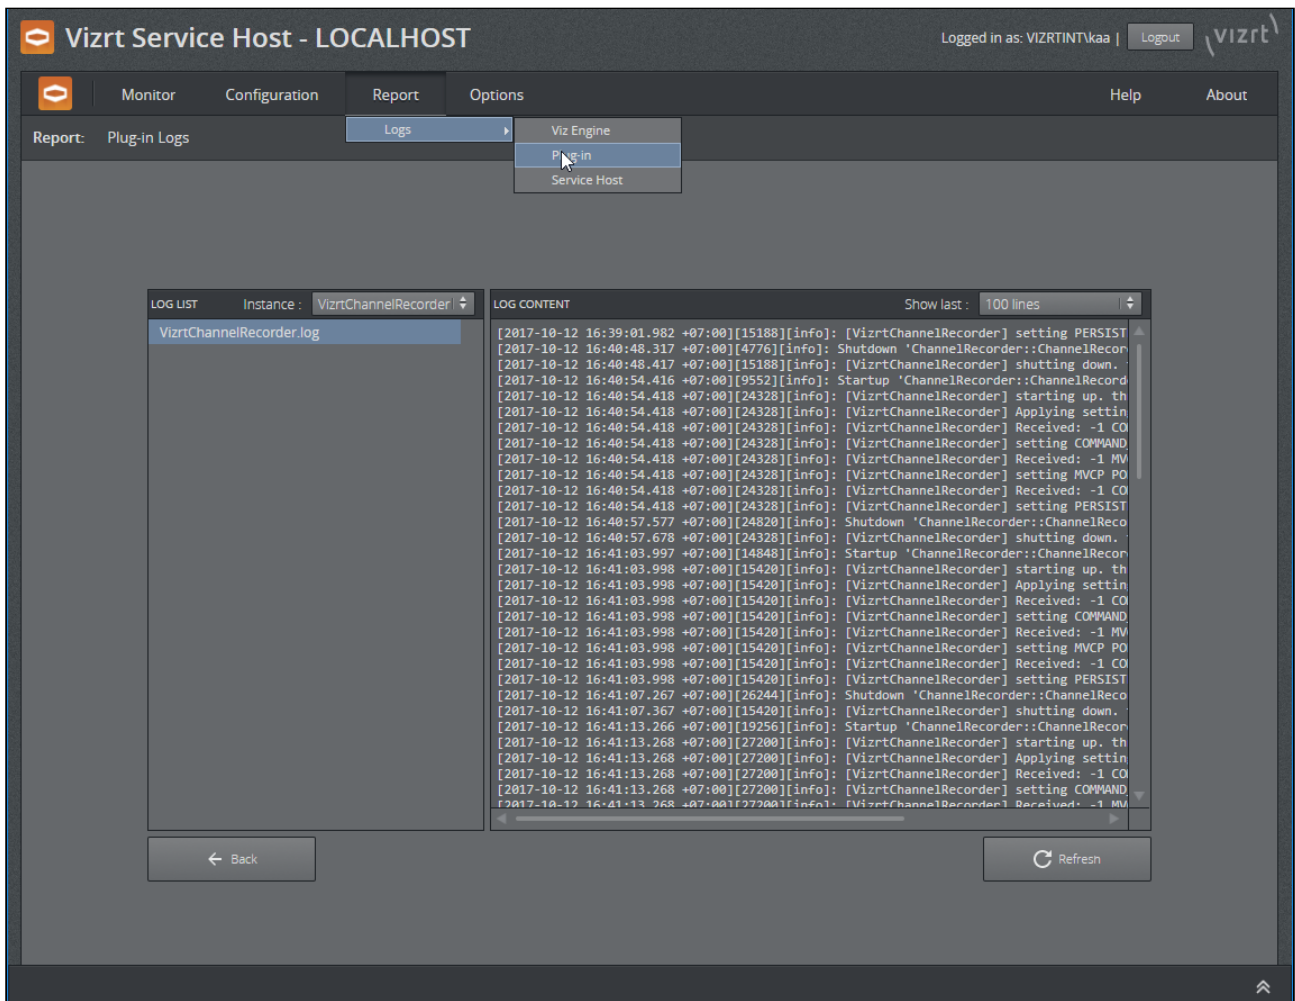 Vizrt Service Host - LOCALHOST
Logged in as: VIZRTINT\kaa |
Logout
vizrt
Monitor
Configuration
Report
Options
Help
About
Report: Plug-in Logs
Logs
Viz Engine
Plug-in
Service Host
LOG LIST
Instance :
VizrtChannelRecorder
LOG CONTENT
Show last :
100 lines
VizrtChannelRecorder.log
[2017-10-12 16:39:01.982 +07:00][15188][info]: [VizrtChannelRecorder] setting PERSIST
[2017-10-12 16:40:48.317 +07:00][4776][info]: Shutdown 'ChannelRecorder::ChannelRecor
[2017-10-12 16:40:48.417 +07:00][15188][info]: [VizrtChannelRecorder] shutting down.
[2017-10-12 16:40:54.416 +07:00][9552][info]: Startup 'ChannelRecorder::ChannelRecord
[2017-10-12 16:40:54.418 +07:00][24328][info]: [VizrtChannelRecorder] starting up. th
[2017-10-12 16:40:54.418 +07:00][24328][info]: [VizrtChannelRecorder] Applying settin
[2017-10-12 16:40:54.418 +07:00][24328][info]: [VizrtChannelRecorder] Received: -1 CO
[2017-10-12 16:40:54.418 +07:00][24328][info]: [VizrtChannelRecorder] setting COMMAND_
[2017-10-12 16:40:54.418 +07:00][24328][info]: [VizrtChannelRecorder] Received: -1 MV
[2017-10-12 16:40:54.418 +07:00][24328][info]: [VizrtChannelRecorder] setting MVCP PO
[2017-10-12 16:40:54.418 +07:00][24328][info]: [VizrtChannelRecorder] Received: -1 CO
[2017-10-12 16:40:54.418 +07:00][24328][info]: [VizrtChannelRecorder] setting PERSIST
[2017-10-12 16:40:57.577 +07:00][24820][info]: Shutdown 'ChannelRecorder::ChannelReco
[2017-10-12 16:40:57.678 +07:00][24328][info]: [VizrtChannelRecorder] shutting down.
[2017-10-12 16:41:03.997 +07:00][14848][info]: Startup 'ChannelRecorder::ChannelRecor
[2017-10-12 16:41:03.998 +07:00][15420][info]: [VizrtChannelRecorder] starting up. th
[2017-10-12 16:41:03.998 +07:00][15420][info]: [VizrtChannelRecorder] Applying settin
[2017-10-12 16:41:03.998 +07:00][15420][info]: [VizrtChannelRecorder] Received: -1 CO
[2017-10-12 16:41:03.998 +07:00][15420][info]: [VizrtChannelRecorder] setting COMMAND_
[2017-10-12 16:41:03.998 +07:00][15420][info]: [VizrtChannelRecorder] Received: -1 MV
[2017-10-12 16:41:03.998 +07:00][15420][info]: [VizrtChannelRecorder] setting MVCP PO
[2017-10-12 16:41:03.998 +07:00][15420][info]: [VizrtChannelRecorder] Received: -1 CO
[2017-10-12 16:41:03.998 +07:00][15420][info]: [VizrtChannelRecorder] setting PERSIST
[2017-10-12 16:41:07.267 +07:00][26244][info]: Shutdown 'ChannelRecorder::ChannelReco
[2017-10-12 16:41:07.367 +07:00][15420][info]: [VizrtChannelRecorder] shutting down.
[2017-10-12 16:41:13.266 +07:00][19256][info]: Startup 'ChannelRecorder::ChannelRecor
[2017-10-12 16:41:13.268 +07:00][27200][info]: [VizrtChannelRecorder] starting up. th
[2017-10-12 16:41:13.268 +07:00][27200][info]: [VizrtChannelRecorder] Applying settin
[2017-10-12 16:41:13.268 +07:00][27200][info]: [VizrtChannelRecorder] Received: -1 CO
[2017-10-12 16:41:13.268 +07:00][27200][info]: [VizrtChannelRecorder] setting COMMAND_
[2017-10-12 16:41:13.268 +07:00][27200][info]: [VizrtChannelRecorder] Received: -1 MV
Back
Refresh